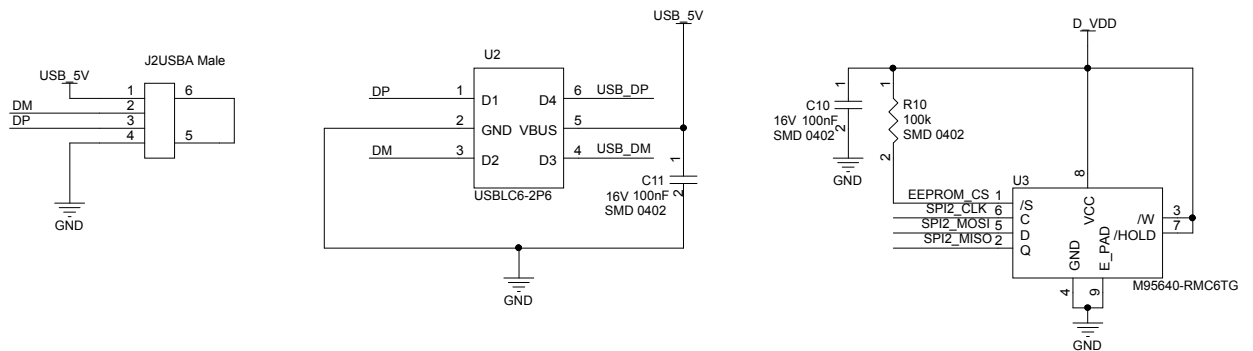 J2USBA Male
USB_5V
1
2
3
4
6
5
DM
DP
GND
USB_5V
U2
DP
1
D1
D4
6
USB_DP
2
GND
VBUS
5
DM
3
D2
D3
4
USB_DM
USBLC6-2P6
1
C11
16V 100nF
2
SMD 0402
GND
D_VDD
1
C10
16V 100nF
2
SMD 0402
GND
1
R10
100k
SMD 0402
2
8
U3
EEPROM_CS 1
SPI2_CLK 6
SPI2_MOSI 5
SPI2_MISO 2
/S
C
D
Q
VCC
/W
/HOLD
3
7
GND
E_PAD
4
9
M95640-RMC6TG
GND